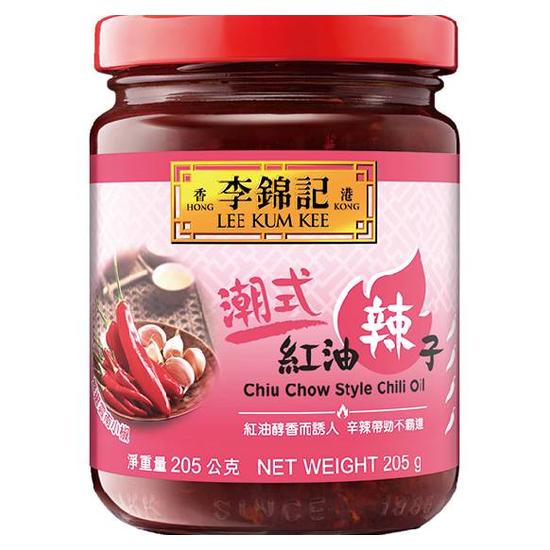 香 李錦記 港
HONG LEE KUM KEE KONG
潮式
紅油辣子
Chiu Chow Style Chili Oil
紅油醇香而誘人 辛辣帶勁不霸道
淨重量 205 公克 NET WEIGHT 205 g
SINCE 1888